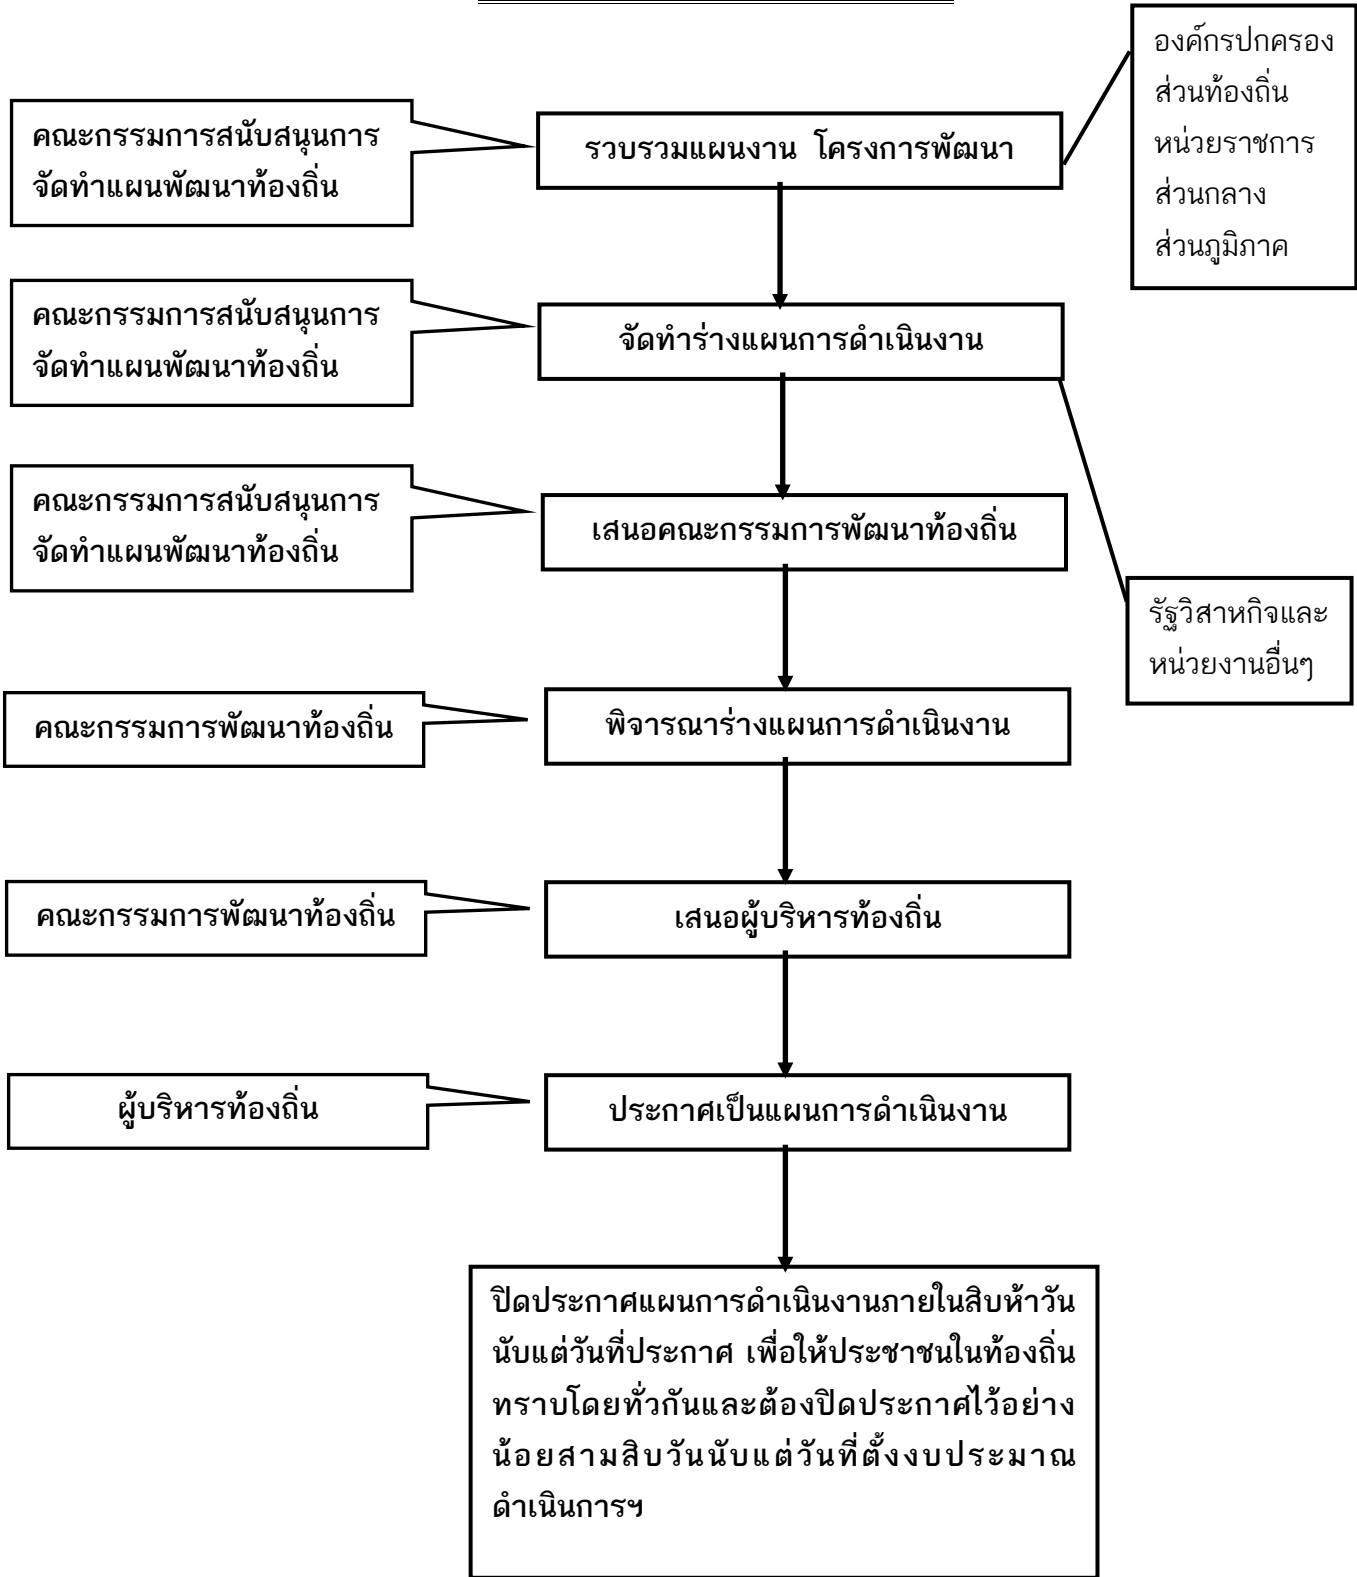 องค์กรปกครอง
ส่วนท้องถิ่น
หน่วยราชการ
ส่วนกลาง
ส่วนภูมิภาค
คณะกรรมการสนับสนุนการ
จัดทำแผนพัฒนาท้องถิ่น
รวบรวมแผนงาน โครงการพัฒนา
คณะกรรมการสนับสนุนการ
จัดทำแผนพัฒนาท้องถิ่น
จัดทำร่างแผนการดำเนินงาน
คณะกรรมการสนับสนุนการ
จัดทำแผนพัฒนาท้องถิ่น
เสนอคณะกรรมการพัฒนาท้องถิ่น
รัฐวิสาหกิจและ
หน่วยงานอื่นๆ
คณะกรรมการพัฒนาท้องถิ่น
พิจารณาร่างแผนการดำเนินงาน
คณะกรรมการพัฒนาท้องถิ่น
เสนอผู้บริหารท้องถิ่น
ผู้บริหารท้องถิ่น
ประกาศเป็นแผนการดำเนินงาน
ปิดประกาศแผนการดำเนินงานภายในสิบห้าวัน
นับแต่วันที่ประกาศ เพื่อให้ประชาชนในท้องถิ่น
ทราบโดยทั่วกันและต้องปิดประกาศไว้อย่าง
น้อยสามสิบวันนับแต่วันที่ตั้งงบประมาณ
ดำเนินการฯ